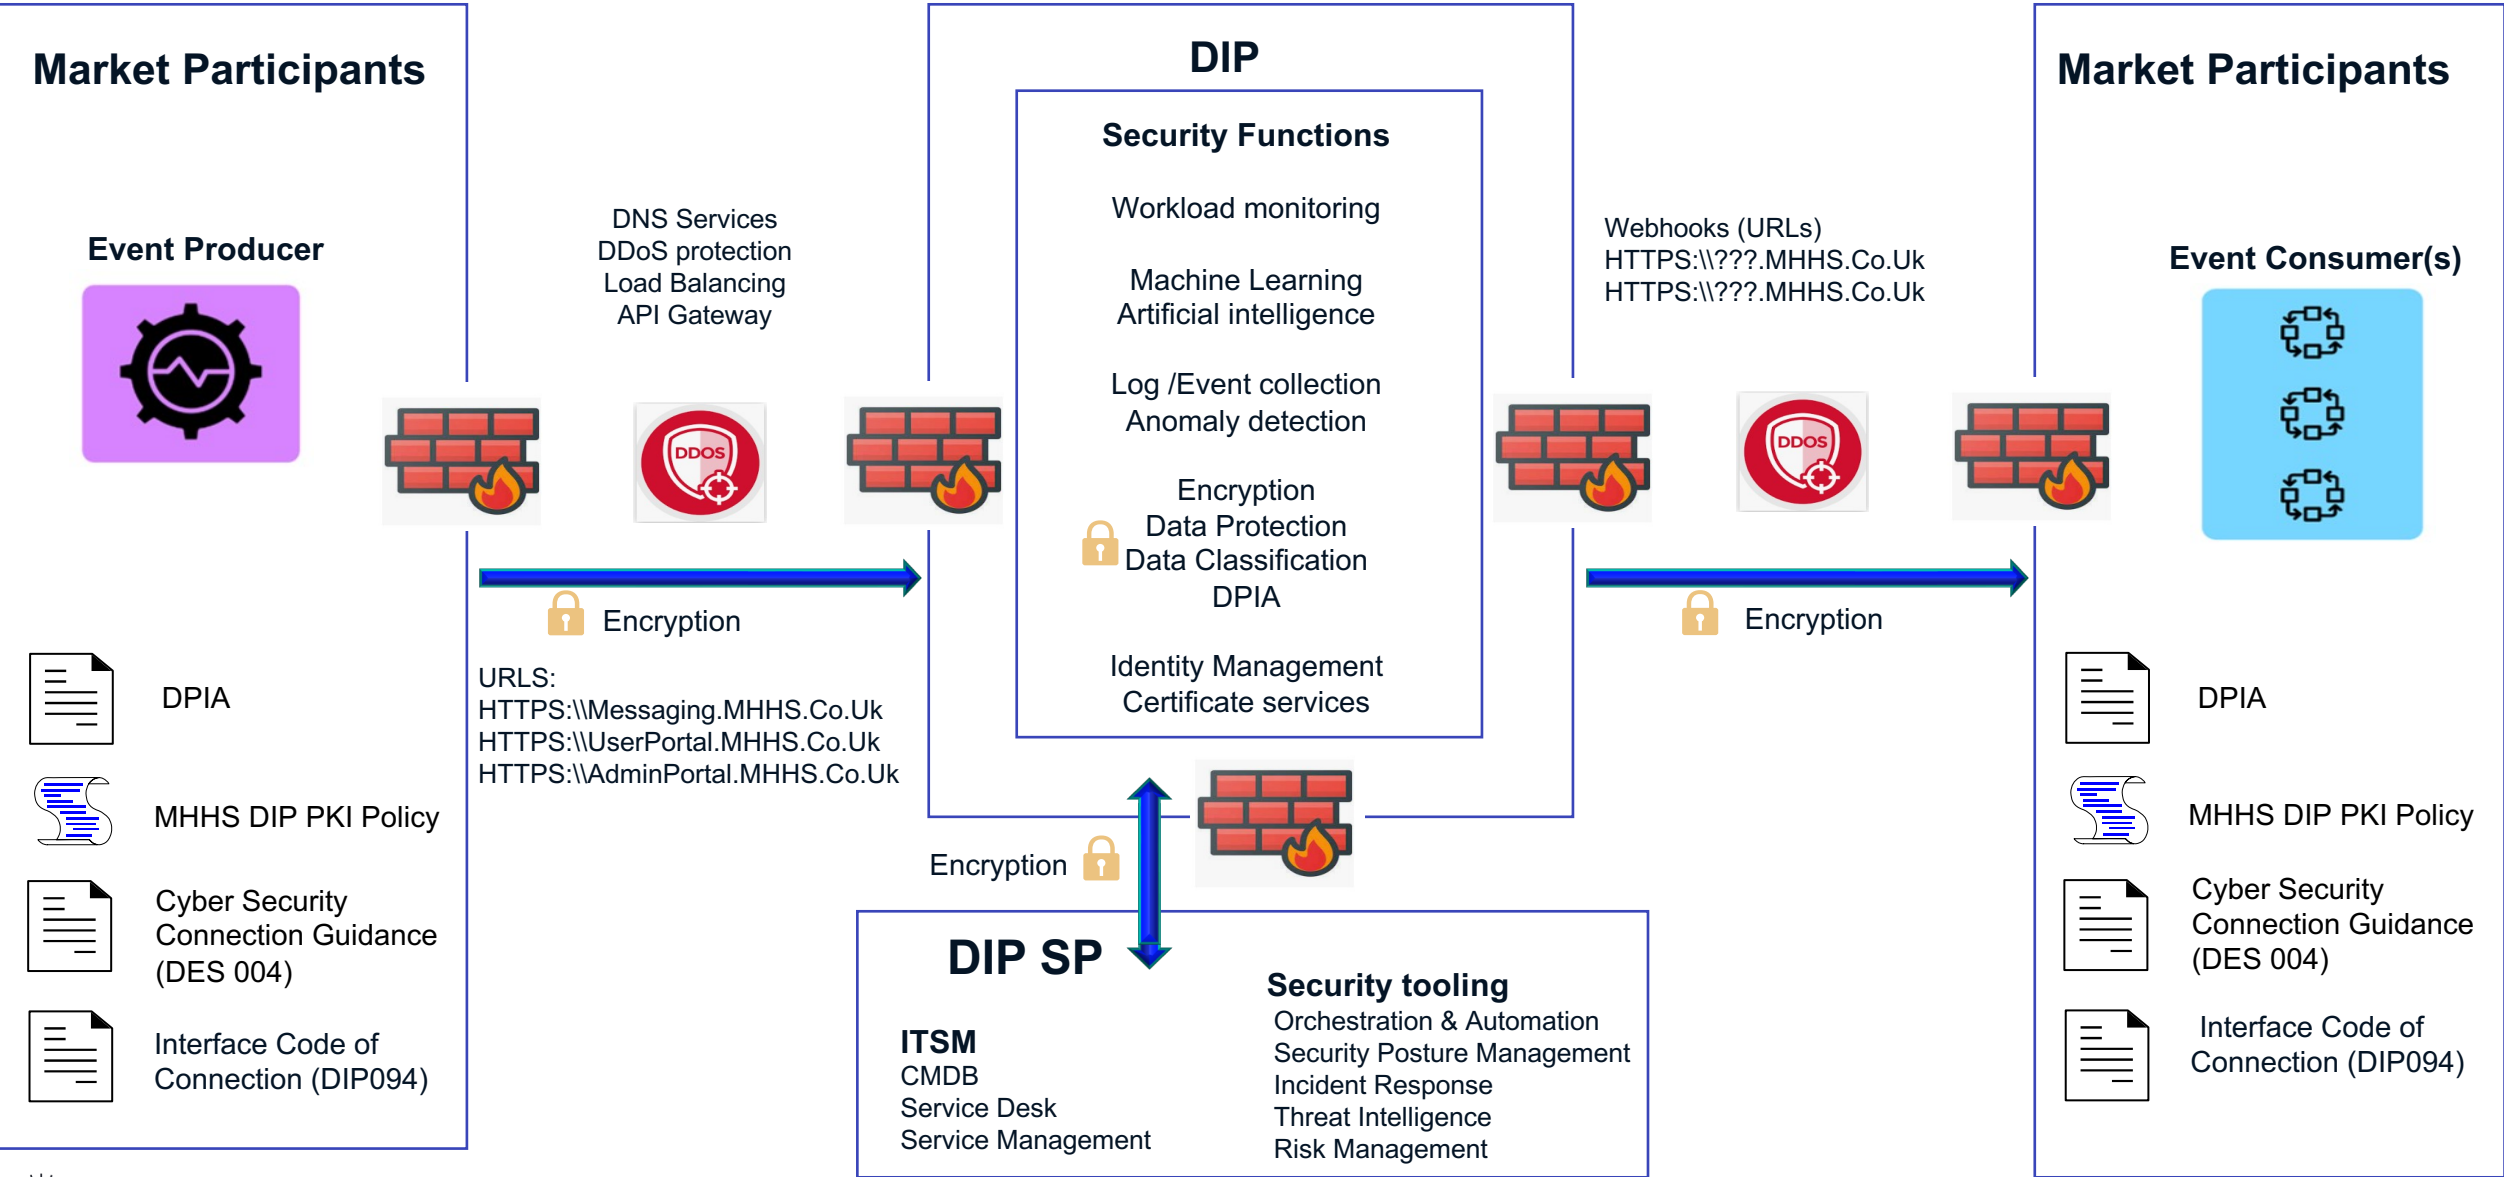 Market Participants
Event Producer
DPIA
MHHS DIP PKI Policy
Cyber Security
Connection Guidance
(DES 004)
Interface Code of
Connection (DIP094)
DNS Services
DDoS protection
Load Balancing
API Gateway
DDOS
Encryption
URLS:
HTTPS:\\Messaging.MHHS.Co.Uk
HTTPS:\\UserPortal.MHHS.Co.Uk
HTTPS:\\AdminPortal.MHHS.Co.Uk
DIP
Security Functions
Workload monitoring
Machine Learning
Artificial intelligence
Log /Event collection
Anomaly detection
Encryption
Data Protection
Data Classification
DPIA
Identity Management
Certificate services
Encryption
DIP SP
ITSM
CMDB
Service Desk
Service Management
Security tooling
Orchestration & Automation
Security Posture Management
Incident Response
Threat Intelligence
Risk Management
Webhooks (URLs)
HTTPS:\\???.MHHS.Co.Uk
HTTPS:\\???.MHHS.Co.Uk
DDOS
Encryption
Market Participants
Event Consumer(s)
DPIA
MHHS DIP PKI Policy
Cyber Security
Connection Guidance
(DES 004)
Interface Code of
Connection (DIP094)